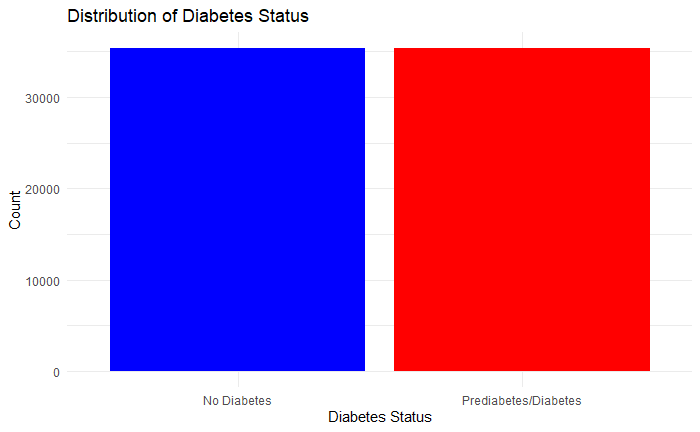 Distribution of Diabetes Status
Count
30000
20000
10000
0
No Diabetes
Prediabetes/Diabetes
Diabetes Status